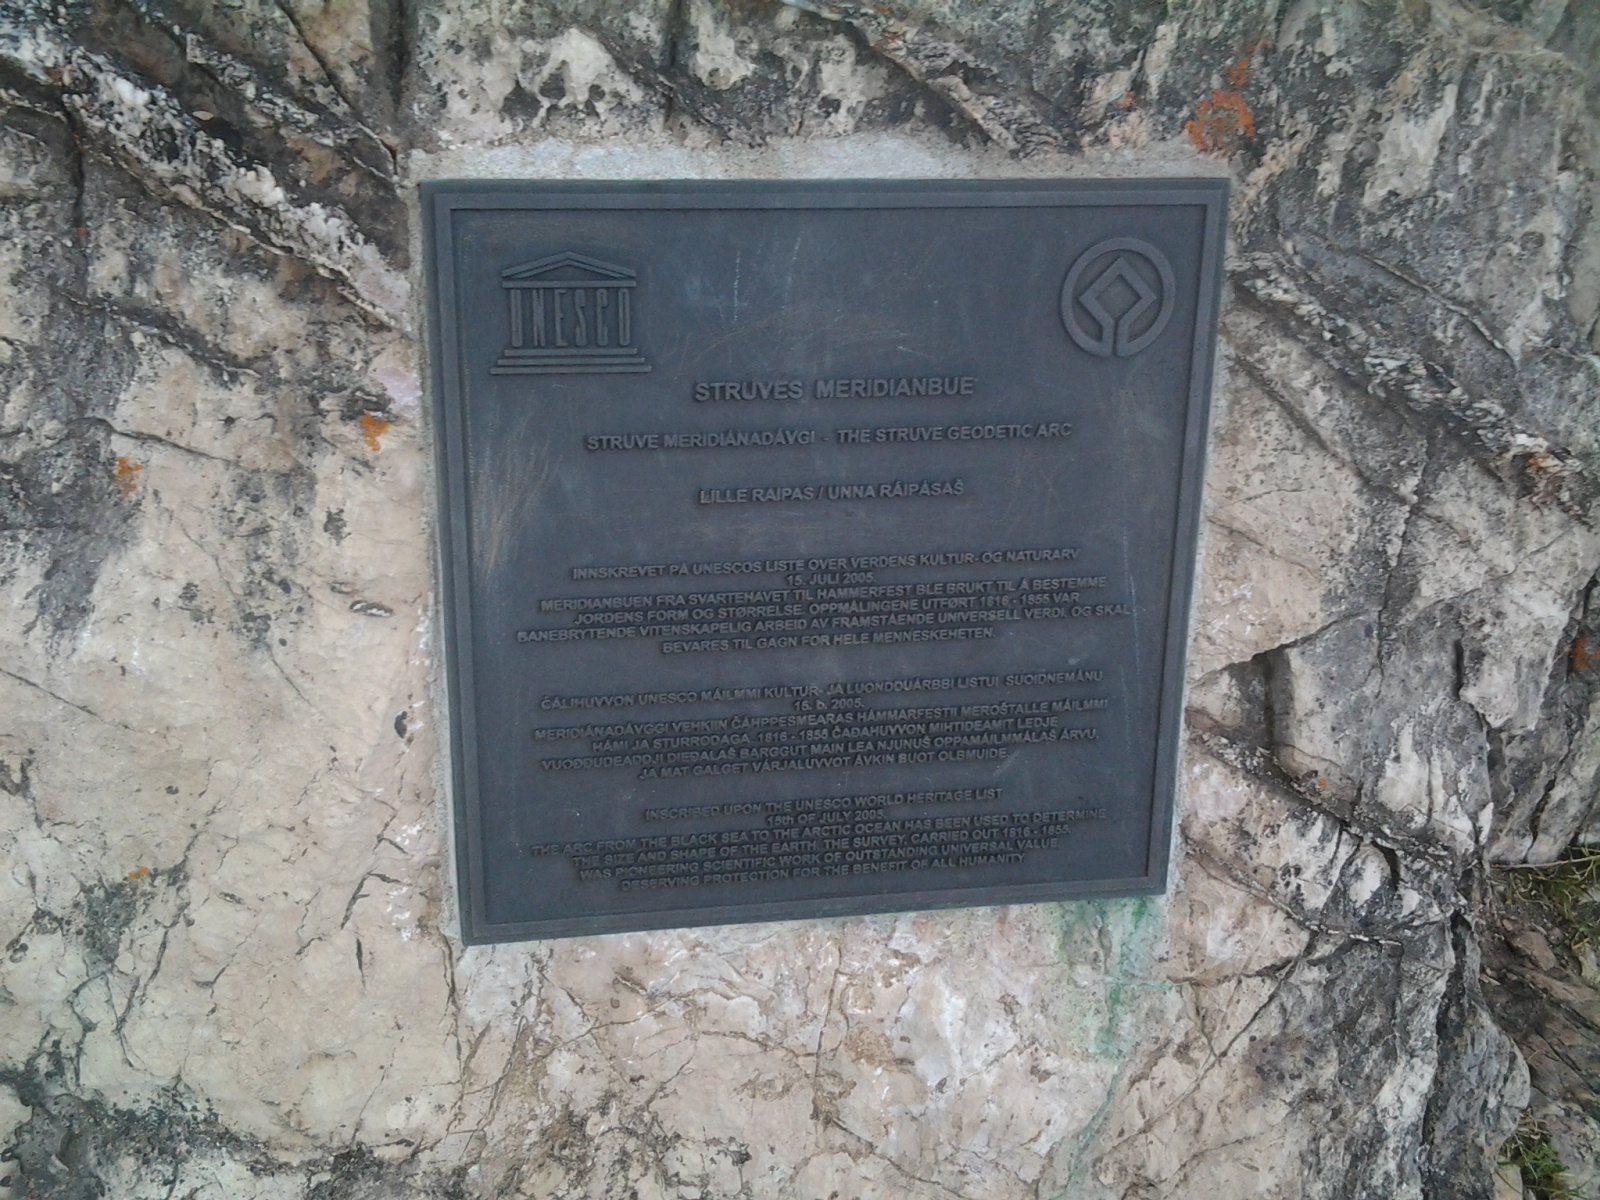 UNESCO
STRUVES MERIDIANBUE
STRUVE MERIDIÁNADÁVGI - THE STRUVE GEODETIC ARC
LILLE RAIPAS / UNNA RÁIPÁSAŠ
INNSKREVET PÅ UNESCOS LISTE OVER VERDENS KULTUR- OG NATURARV
15. JULI 2005.
MERIDIANBUEN FRA SVARTEHAVET TIL HAMMERFEST BLE BRUKT TIL Å BESTEMME
JORDENS FORM OG STØRRELSE. OPPMÅLINGENE UTFØRT 1816 - 1855 VAR
BANEBRYTENDE VITENSKAPELIG ARBEID AV FRAMSTÅENDE UNIVERSELL VERDI, OG SKAL
BEVARES TIL GAGN FOR HELE MENNESKEHETEN.
ČÁLIHUVVON UNESCO MÁILMMI KULTUR- JA LUONDDUÁRBBI LISTUI SUOIDNEMÁNU
15. b. 2005.
MERIDIÁNADÁVGGI VEHKIIN ČÁHPPESMEARAS HÁMMÁRFESTII MEROŠTALLE MÁILMMI
HÁMI JA STURRODAGA. 1816 - 1855 ČAĐAHUVVON MIHTIDEAMIT LEDJE
VUOĐĐUDEADDJI DIEĐALAŠ BARGGUT MAIN LEA NJUNUŠ OPPAMÁILMMÁLAŠ ÁRVU,
JA MAT GALGET VÁRJALUVVOT ÁVKIN BUOT OLBMUIDE.
INSCRIBED UPON THE UNESCO WORLD HERITAGE LIST
15th OF JULY 2005.
THE ARC FROM THE BLACK SEA TO THE ARCTIC OCEAN HAS BEEN USED TO DETERMINE
THE SIZE AND SHAPE OF THE EARTH. THE SURVEY, CARRIED OUT 1816 - 1855,
WAS PIONEERING SCIENTIFIC WORK OF OUTSTANDING UNIVERSAL VALUE,
DESERVING PROTECTION FOR THE BENEFIT OF ALL HUMANITY.